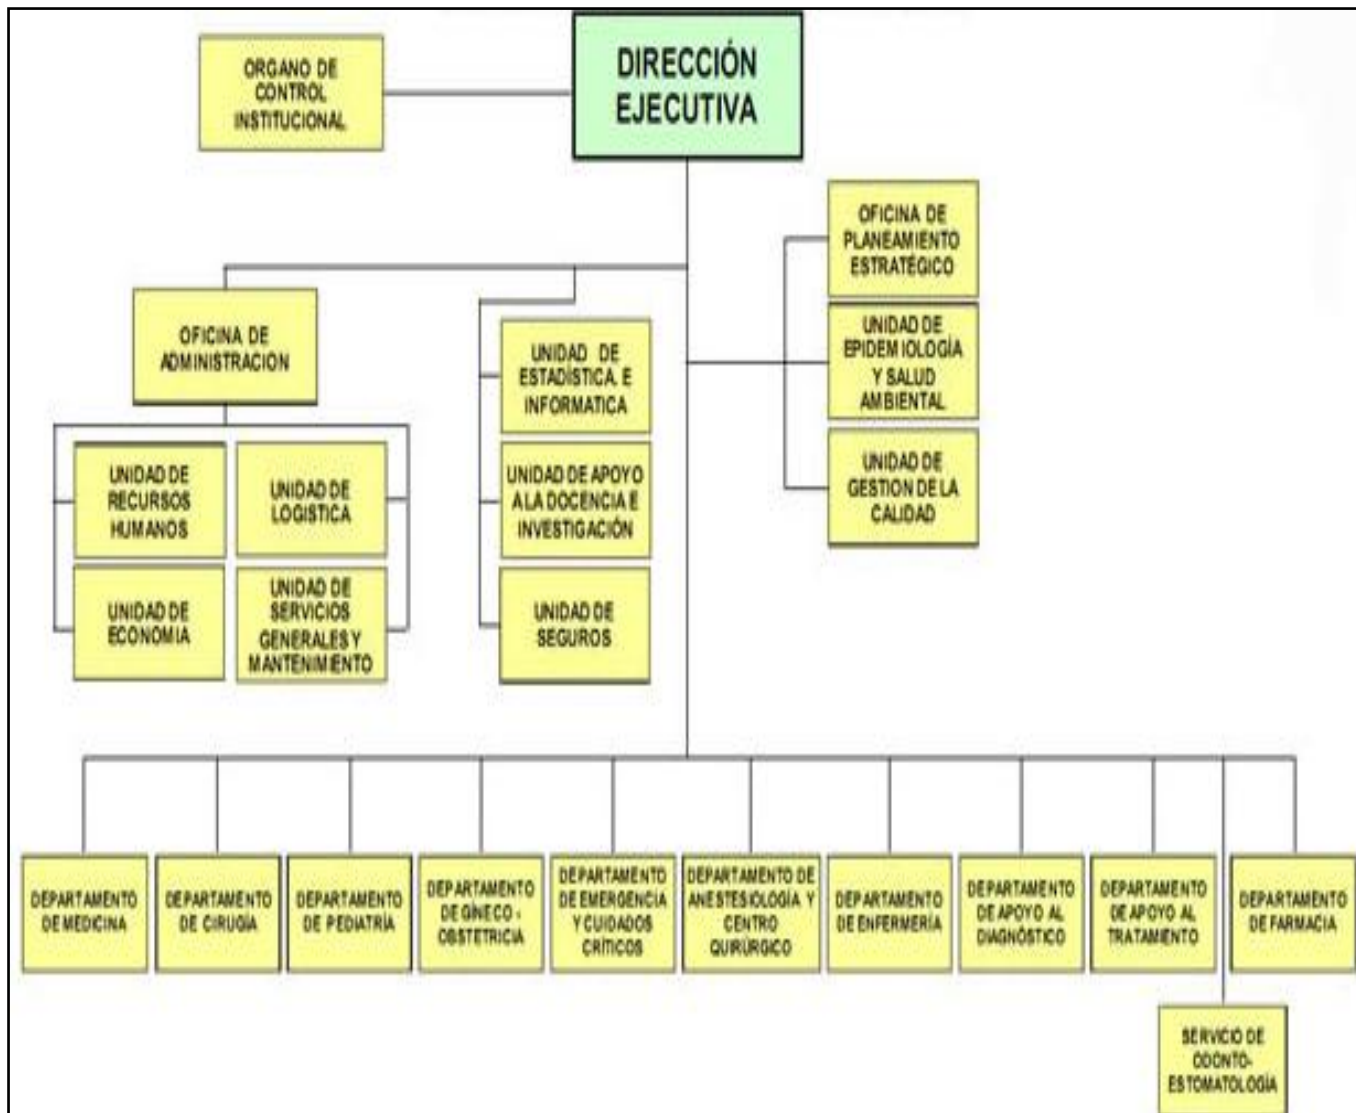 ORGANO DE
CONTROL
INSTITUCIONAL
DIRECCIÓN
EJECUTIVA
OFICINA DE
PLANEAMIENTO
ESTRATÉGICO
UNIDAD DE
EPIDEMIOLOGÍA
Y SALUD
AMBIENTAL
UNIDAD DE
GESTION DE LA
CALIDAD
OFICINA DE
ADMINISTRACION
UNIDAD DE
RECURSOS
HUMANOS
UNIDAD DE
LOGISTICA
UNIDAD DE
ECONOMIA
UNIDAD DE
SERVICIOS
GENERALES Y
MANTENIMIENTO
UNIDAD DE
ESTADÍSTICA. E
INFORMATICA
UNIDAD DE APOYO
A LA DOCENCIA E
INVESTIGACIÓN
UNIDAD DE
SEGUROS
DEPARTAMENTO
DE MEDICINA
DEPARTAMENTO
DE CIRUGÍA
DEPARTAMENTO
DE PEDIATRÍA
DEPARTAMENTO
DE GÍNECO -
OBSTETRICIA
DEPARTAMENTO
DE EMERGENCIA
Y CUIDADOS
CRÍTICOS
DEPARTAMENTO DE
ANESTESIOLOGÍA Y
CENTRO
QUIRÚRGICO
DEPARTAMENTO
DE ENFERMERÍA
DEPARTAMENTO
DE APOYO AL
DIAGNÓSTICO
DEPARTAMENTO
DE APOYO AL
TRATAMIENTO
DEPARTAMENTO
DE FARMACIA
SERVICIO DE
ODONTO-
ESTOMATOLOGÍA